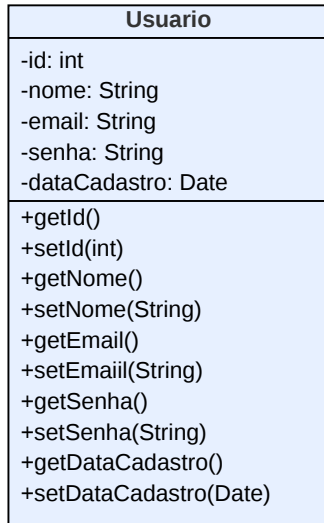 Usuario
-id: int
-nome: String
-email: String
-senha: String
-dataCadastro: Date
+getId()
+setId(int)
+getNome()
+setNome(String)
+getEmail()
+setEmaiil(String)
+getSenha()
+setSenha(String)
+getDataCadastro()
+setDataCadastro(Date)